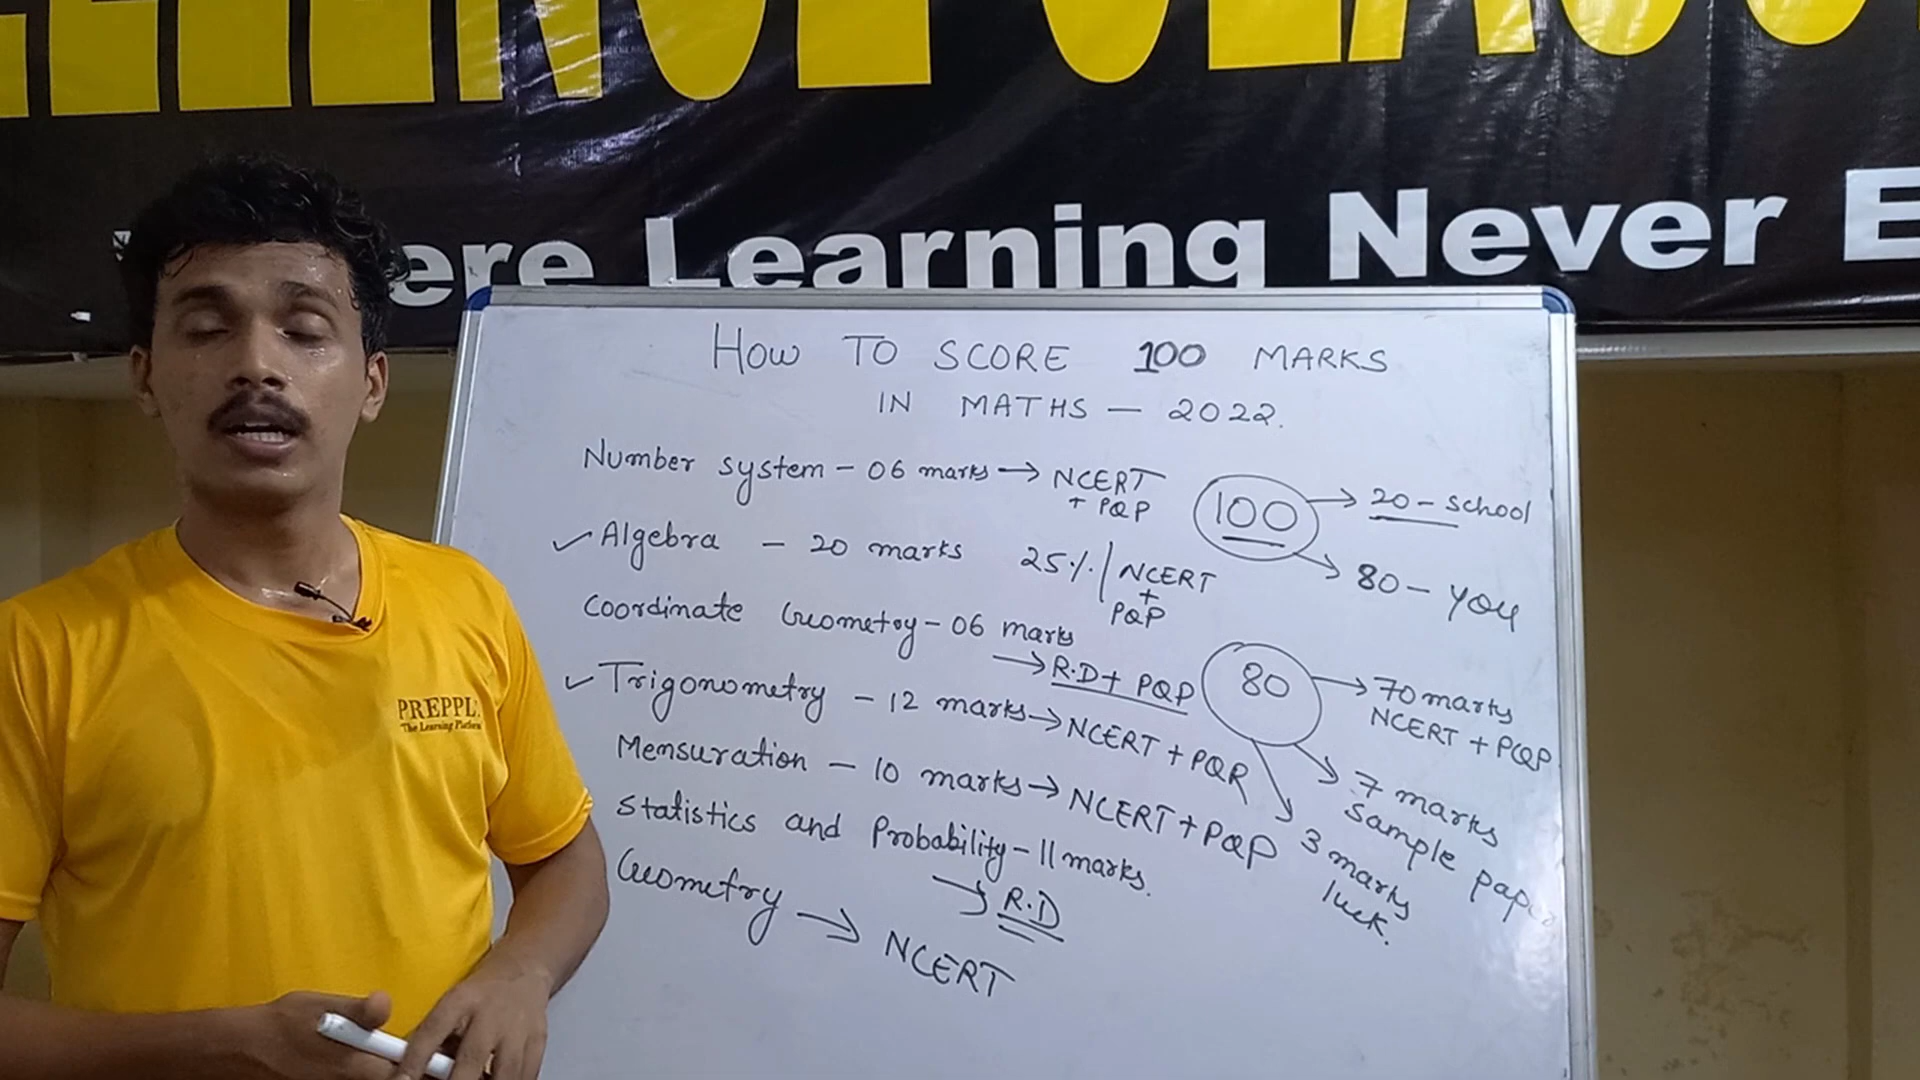 ere Learning Never E
HOW TO SCORE 100 MARKS
IN MATHS - 2022.
Number system - 06 marks → NCERT
+ PQP
✓ Algebra - 20 marks 25% / NCERT
+
PQP
Coordinate Geometry - 06 marks
→ R.D + PQP
✓ Trigonometry - 12 marks → NCERT + PQR
Mensuration - 10 marks → NCERT + PQP
Statistics and Probability - 11 marks.
→ R.D
Geometry → NCERT
100 → 20 - School
→ 80 - YOU
80 → 70 marks
NCERT + PQP
→ 7 marks
Sample pape
→ 3 marks
luck.
PREPPL
The Learning Platform